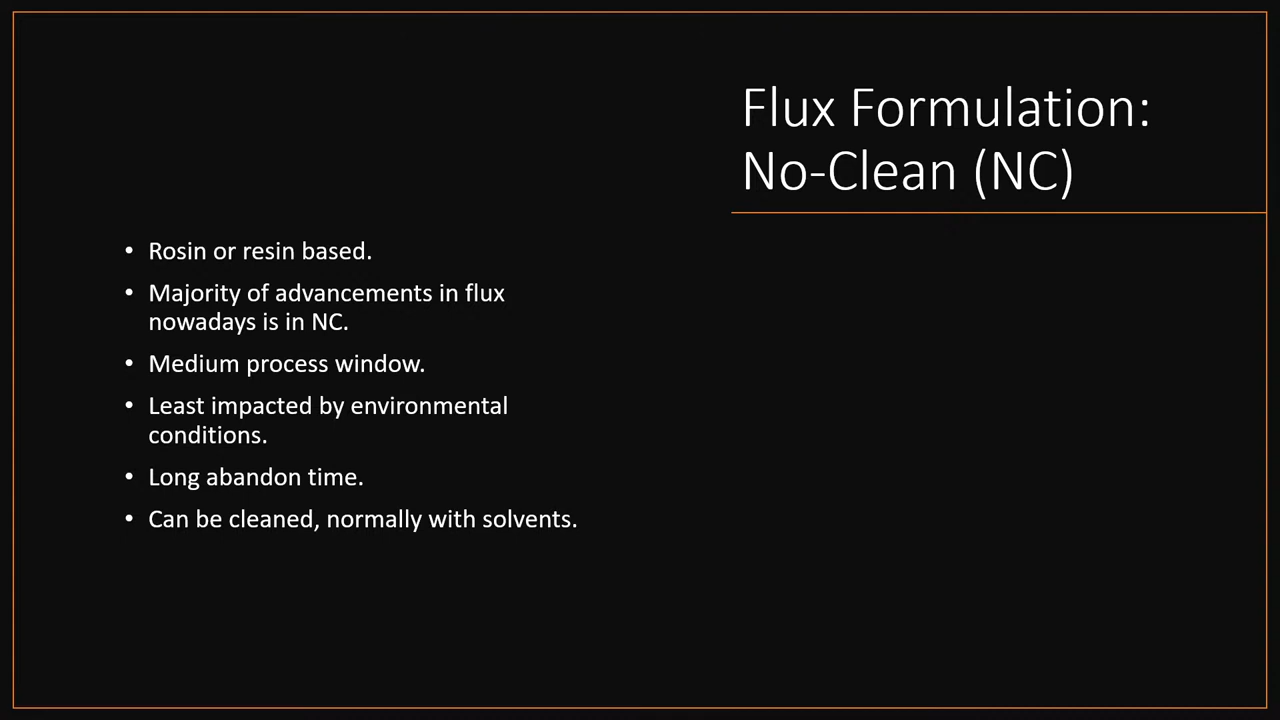 Flux Formulation:
No-Clean (NC)
• Rosin or resin based.
• Majority of advancements in flux
nowadays is in NC.
• Medium process window.
• Least impacted by environmental
conditions.
• Long abandon time.
• Can be cleaned, normally with solvents.